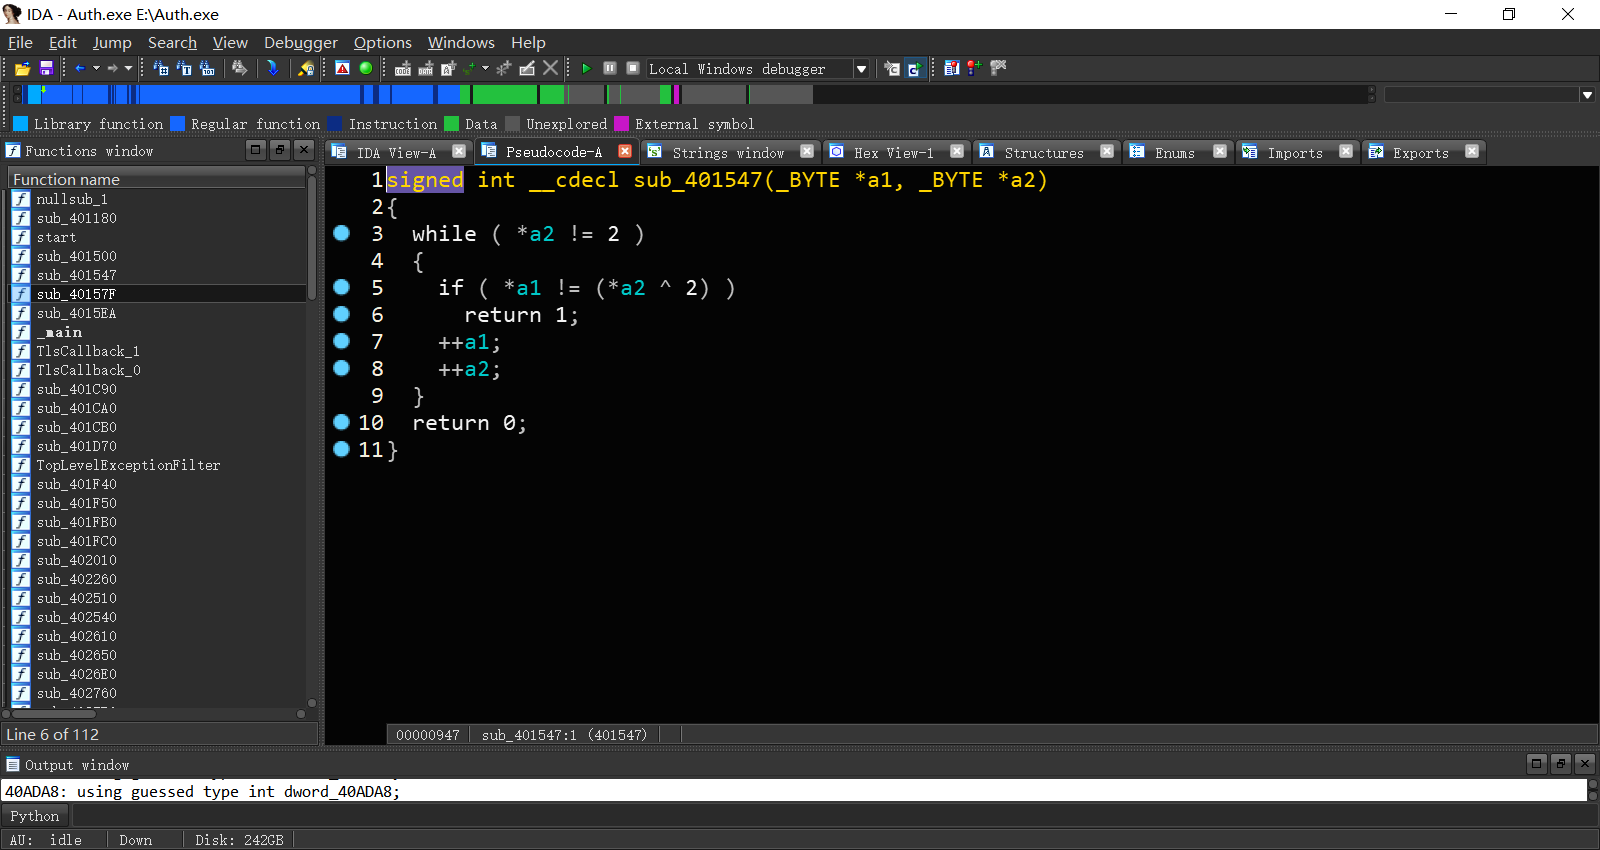 IDA - Auth.exe E:\Auth.exe
File Edit Jump Search View Debugger Options Windows Help
Local Windows debugger
Library function Regular function Instruction Data Unexplored External symbol
Functions window
IDA View-A Pseudocode-A Strings window Hex View-1 Structures Enums Imports Exports
Function name
nullsub_1
sub_401180
start
sub_401500
sub_401547
sub_40157F
sub_4015EA
_main
TlsCallback_1
TlsCallback_0
sub_401C90
sub_401CA0
sub_401CB0
sub_401D70
TopLevelExceptionFilter
sub_401F40
sub_401F50
sub_401FB0
sub_401FC0
sub_402010
sub_402260
sub_402510
sub_402540
sub_402610
sub_402650
sub_4026E0
sub_402760
Line 6 of 112
1 signed int __cdecl sub_401547(_BYTE *a1, _BYTE *a2)
2 {
3 while ( *a2 != 2 )
4 {
5 if ( *a1 != (*a2 ^ 2) )
6 return 1;
7 ++a1;
8 ++a2;
9 }
10 return 0;
11 }
00000947 sub_401547:1 (401547)
Output window
40ADA8: using guessed type int dword_40ADA8;
Python
AU: idle Down Disk: 242GB